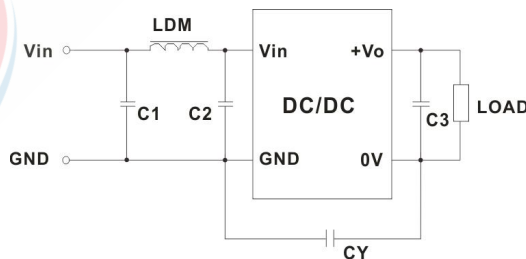 LDM
Vin
Vin
+Vo
C1
C2
DC/DC
C3
LOAD
GND
GND
0V
CY